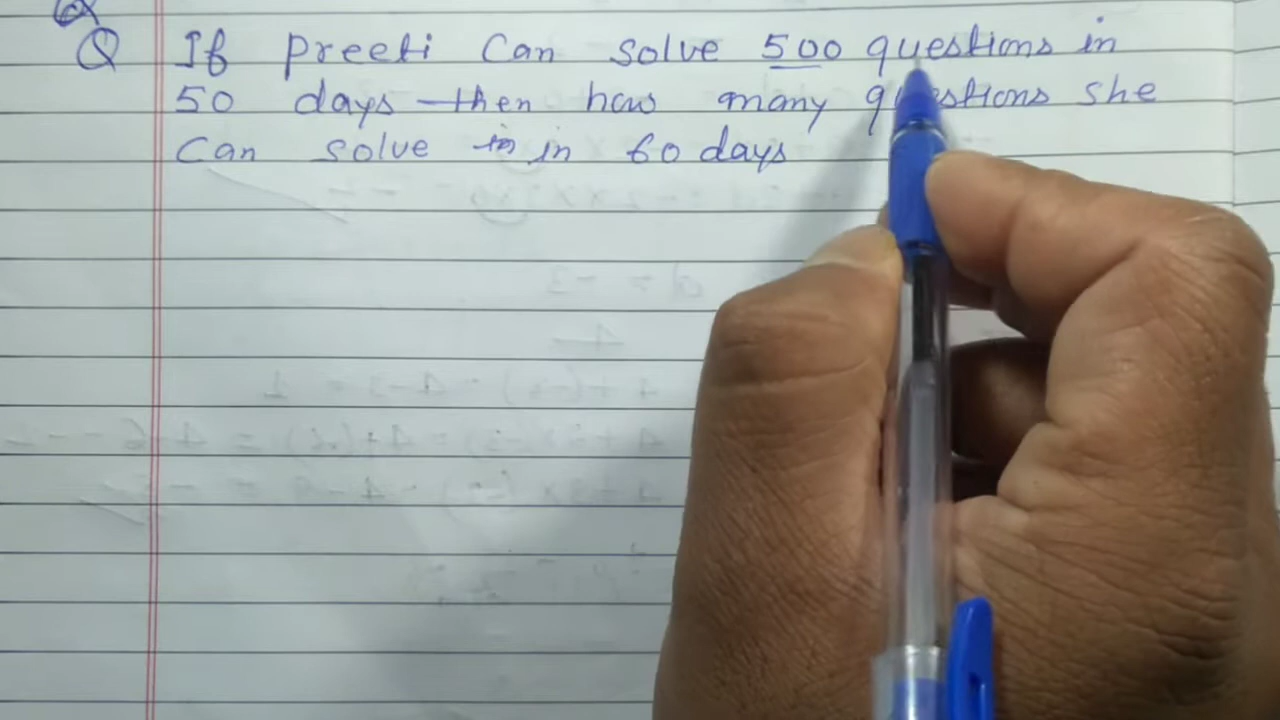 Q If Preeti Can solve 500 questions in
50 days then how many questions she
Can solve in in 60 days